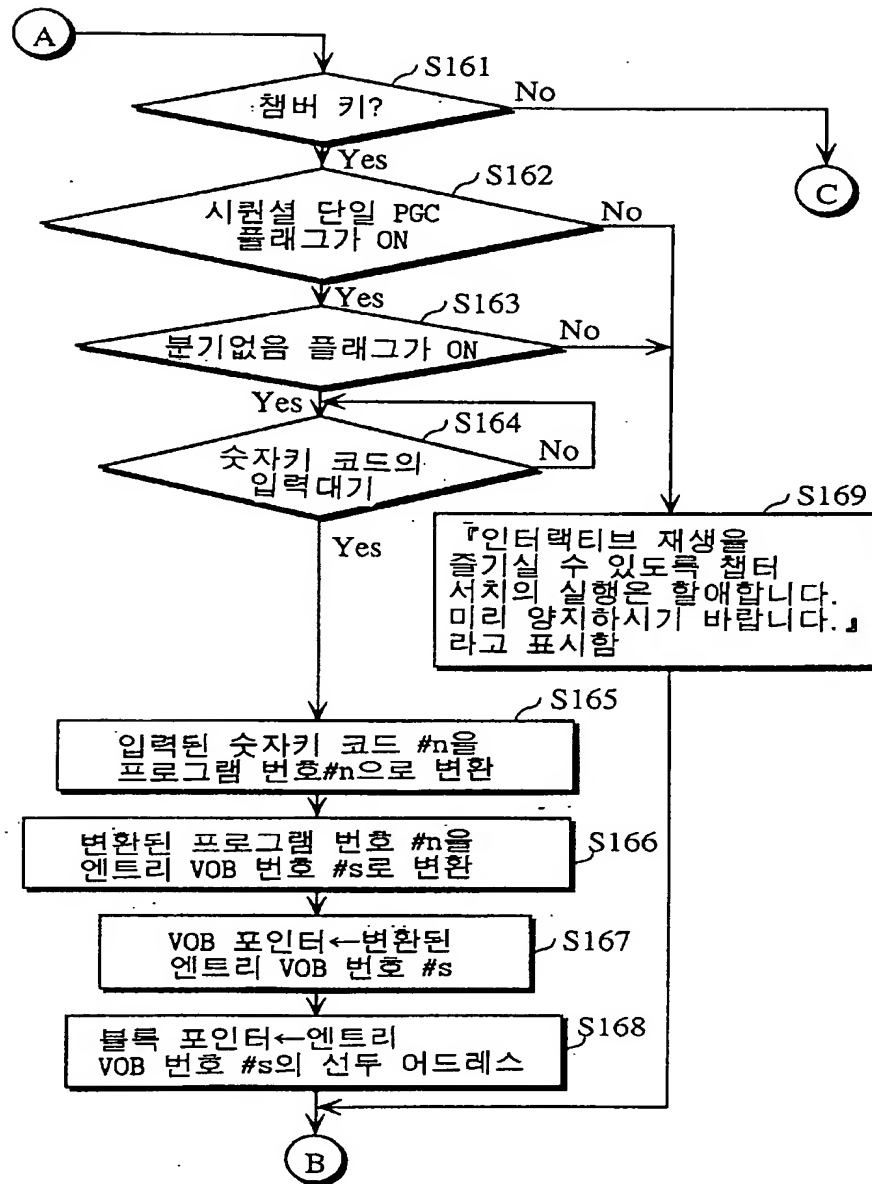 A
S161
챔버 키?
No
Yes
C
S162
시퀀셜 단일 PGC
플래그가 ON
No
Yes
S163
분기없음 플래그가 ON
No
Yes
S164
숫자키 코드의
입력대기
No
Yes
S169
『인터랙티브 재생을
즐기실 수 있도록 챕터
서치의 실행은 할애합니다.
미리 양지하시기 바랍니다.』
라고 표시함
S165
입력된 숫자키 코드 #n을
프로그램 번호#n으로 변환
S166
변환된 프로그램 번호 #n을
엔트리 VOB 번호 #s로 변환
S167
VOB 포인터←변환된
엔트리 VOB 번호 #s
S168
블록 포인터←엔트리
VOB 번호 #s의 선두 어드레스
B